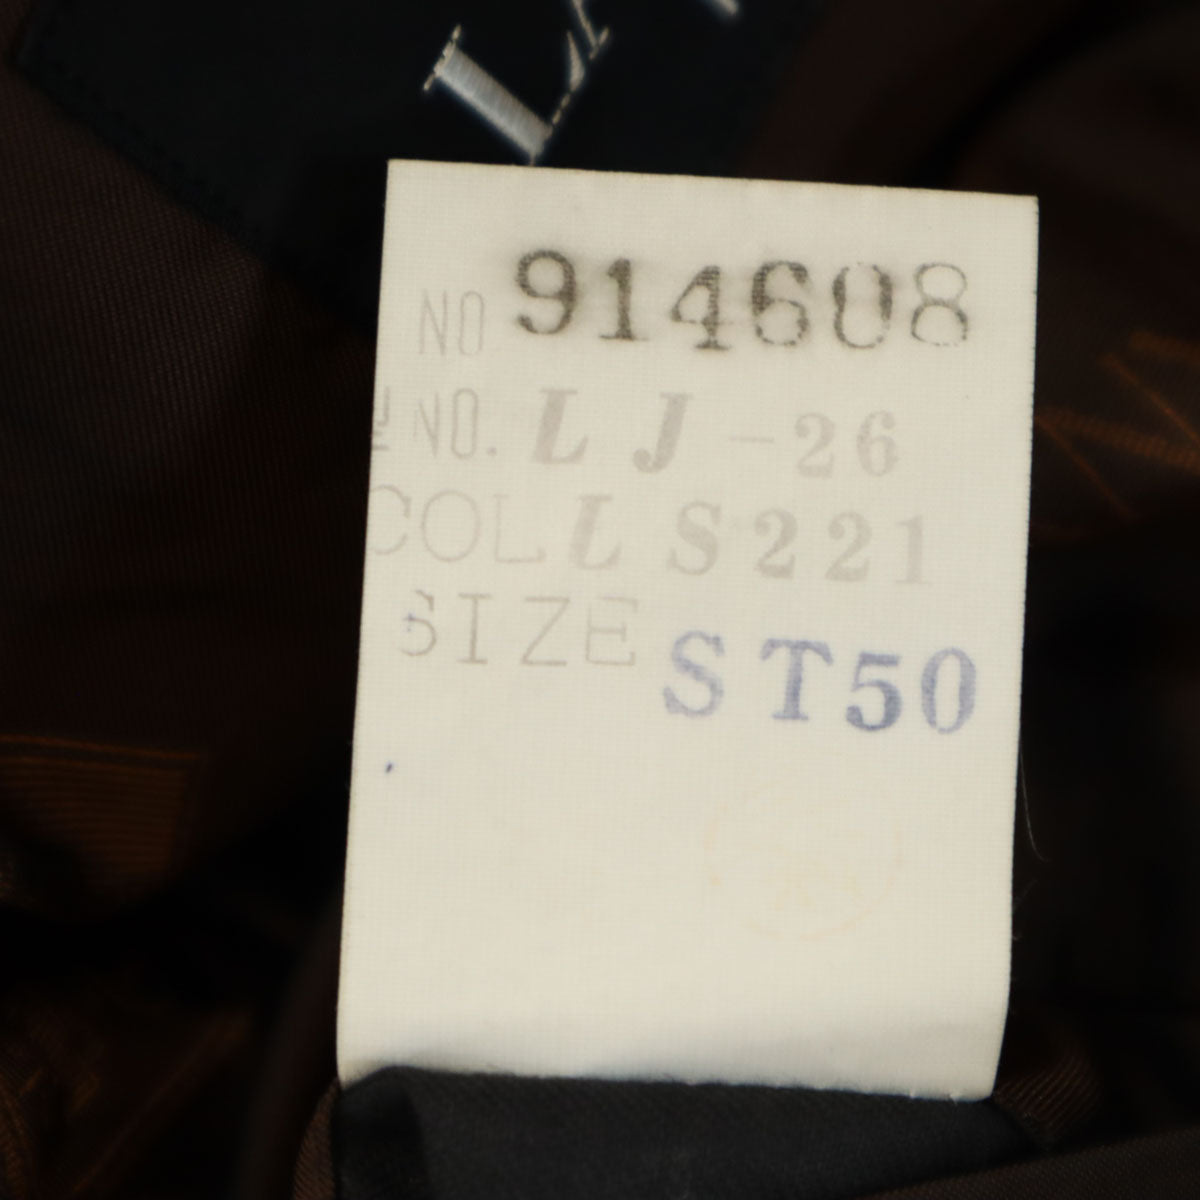 NO 914608
NO. LJ-26
COL LS221
SIZE ST50